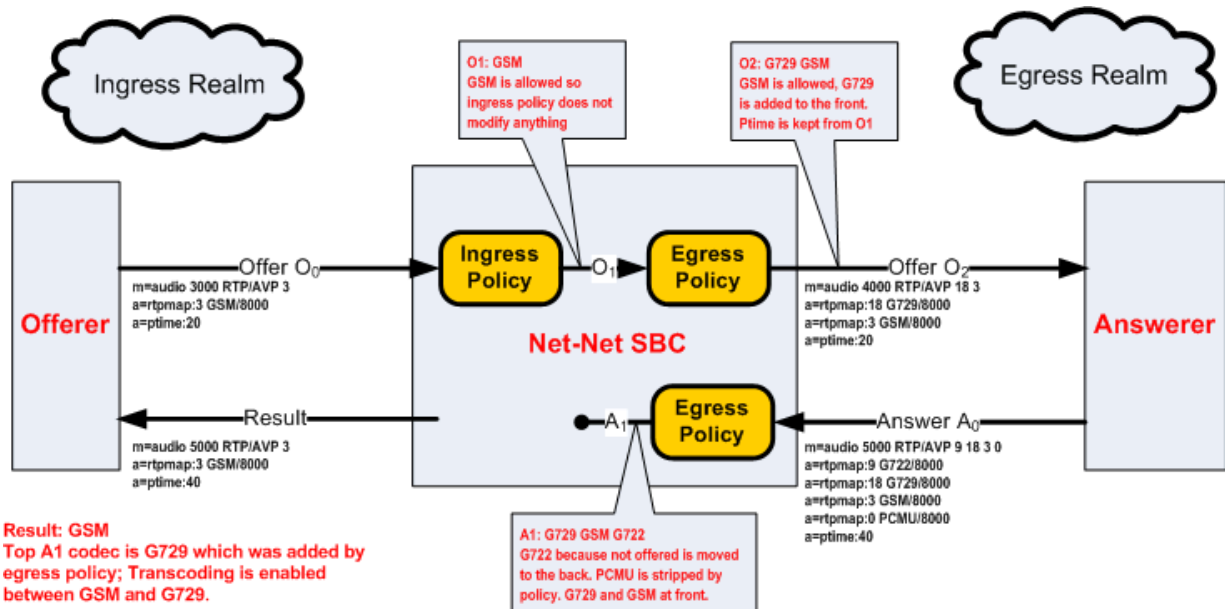 Ingress Realm
O1: GSM
GSM is allowed so
ingress policy does not
modify anything
O2: G729 GSM
GSM is allowed, G729
is added to the front.
Ptime is kept from O1
Egress Realm
Offerer
Offer O₀
m=audio 3000 RTP/AVP 3
a=rtpmap:3 GSM/8000
a=ptime:20
Ingress
Policy
O₁
Egress
Policy
Net-Net SBC
Offer O₂
m=audio 4000 RTP/AVP 18 3
a=rtpmap:18 G729/8000
a=rtpmap:3 GSM/8000
a=ptime:20
Answerer
Result
m=audio 5000 RTP/AVP 3
a=rtpmap:3 GSM/8000
a=ptime:40
A₁
Egress
Policy
Answer A₀
m=audio 5000 RTP/AVP 9 18 3 0
a=rtpmap:9 G722/8000
a=rtpmap:18 G729/8000
a=rtpmap:3 GSM/8000
a=rtpmap:0 PCMU/8000
a=ptime:40
Result: GSM
Top A1 codec is G729 which was added by
egress policy; Transcoding is enabled
between GSM and G729.
A1: G729 GSM G722
G722 because not offered is moved
to the back. PCMU is stripped by
policy. G729 and GSM at front.